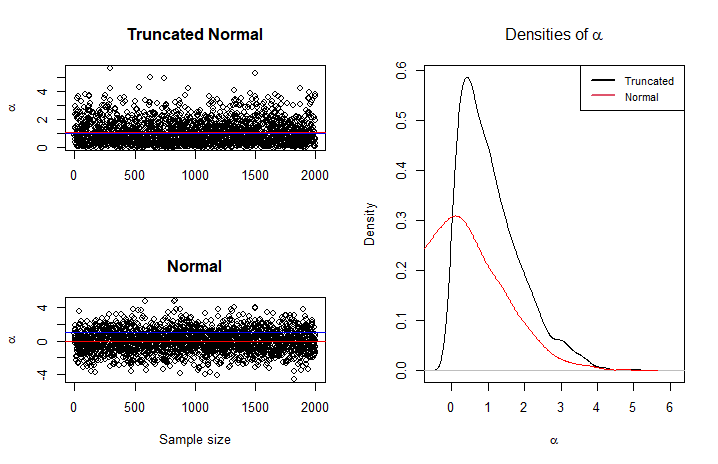 Truncated Normal
α
4
2
0
0 500 1000 1500 2000
Normal
α
4
0
-4
0 500 1000 1500 2000
Sample size
Densities of α
Density
0.6
0.5
0.4
0.3
0.2
0.1
0.0
Truncated
Normal
0 1 2 3 4 5 6
α